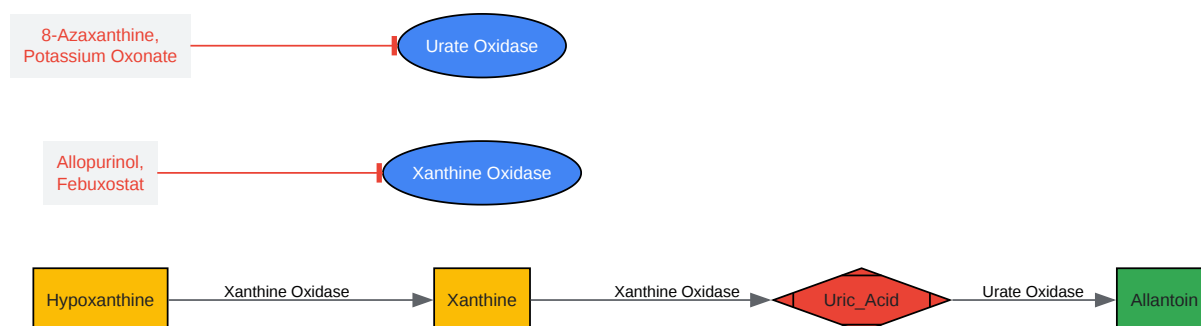 8-Azaxanthine,
Potassium Oxonate
Urate Oxidase
Allopurinol,
Febuxostat
Xanthine Oxidase
Hypoxanthine
Xanthine Oxidase
Xanthine
Xanthine Oxidase
Uric_Acid
Urate Oxidase
Allantoin